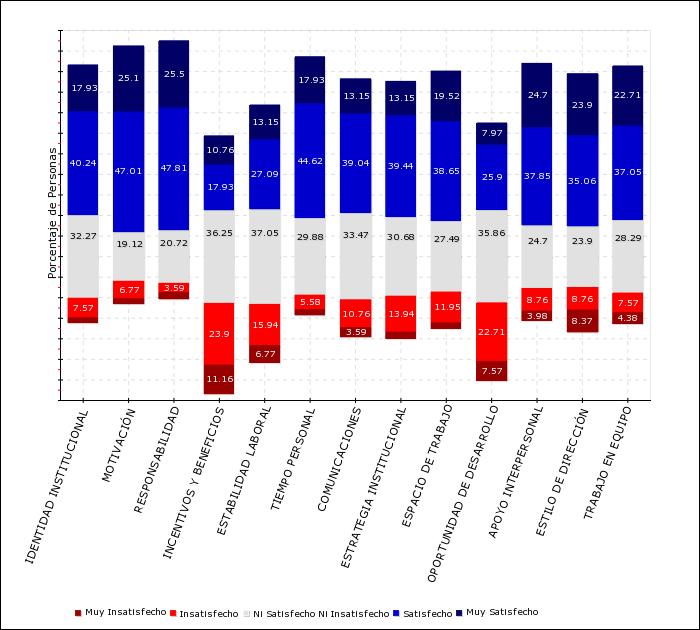 Porcentaje de Personas
17.93 25.1 25.5 10.76 13.15 17.93 13.15 13.15 19.52 7.97 24.7 23.9 22.71
40.24 47.01 47.81 17.93 27.09 44.62 39.04 39.44 38.65 25.9 37.85 35.06 37.05
32.27 19.12 20.72 36.25 37.05 29.88 33.47 30.68 27.49 35.86 24.7 23.9 28.29
7.57 6.77 3.59 23.9 15.94 5.58 10.76 13.94 11.95 22.71 8.76 8.76 7.57
11.16 6.77 3.59 7.57 3.98 8.37 4.38
IDENTIDAD INSTITUCIONAL
MOTIVACIÓN
RESPONSABILIDAD
INCENTIVOS Y BENEFICIOS
ESTABILIDAD LABORAL
TIEMPO PERSONAL
COMUNICACIONES
ESTRATEGIA INSTITUCIONAL
ESPACIO DE TRABAJO
OPORTUNIDAD DE DESARROLLO
APOYO INTERPERSONAL
ESTILO DE DIRECCIÓN
TRABAJO EN EQUIPO
Muy Insatisfecho Insatisfecho Ni Satisfecho Ni Insatisfecho Satisfecho Muy Satisfecho